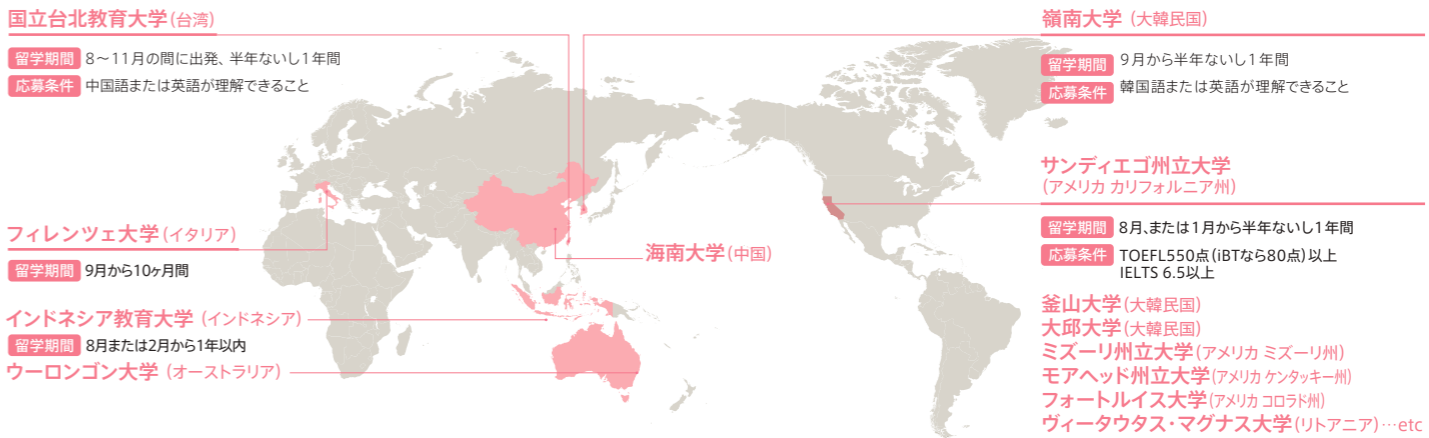 国立台北教育大学(台湾)
留学期間 8～11月の間に出発、半年ないし1年間
応募条件 中国語または英語が理解できること
フィレンツェ大学(イタリア)
留学期間 9月から10ヶ月間
インドネシア教育大学 (インドネシア)
留学期間 8月または2月から1年以内
ウーロンゴン大学 (オーストラリア)
海南大学(中国)
嶺南大学 (大韓民国)
留学期間 9月から半年ないし1年間
応募条件 韓国語または英語が理解できること
サンディエゴ州立大学
(アメリカ カリフォルニア州)
留学期間 8月、または1月から半年ないし1年間
応募条件 TOEFL550点(iBTなら80点)以上
IELTS 6.5以上
釜山大学(大韓民国)
大邱大学(大韓民国)
ミズーリ州立大学(アメリカ ミズーリ州)
モアヘッド州立大学(アメリカ ケンタッキー州)
フォートルイス大学(アメリカ コロラド州)
ヴィータウタス・マグナス大学(リトアニア)…etc